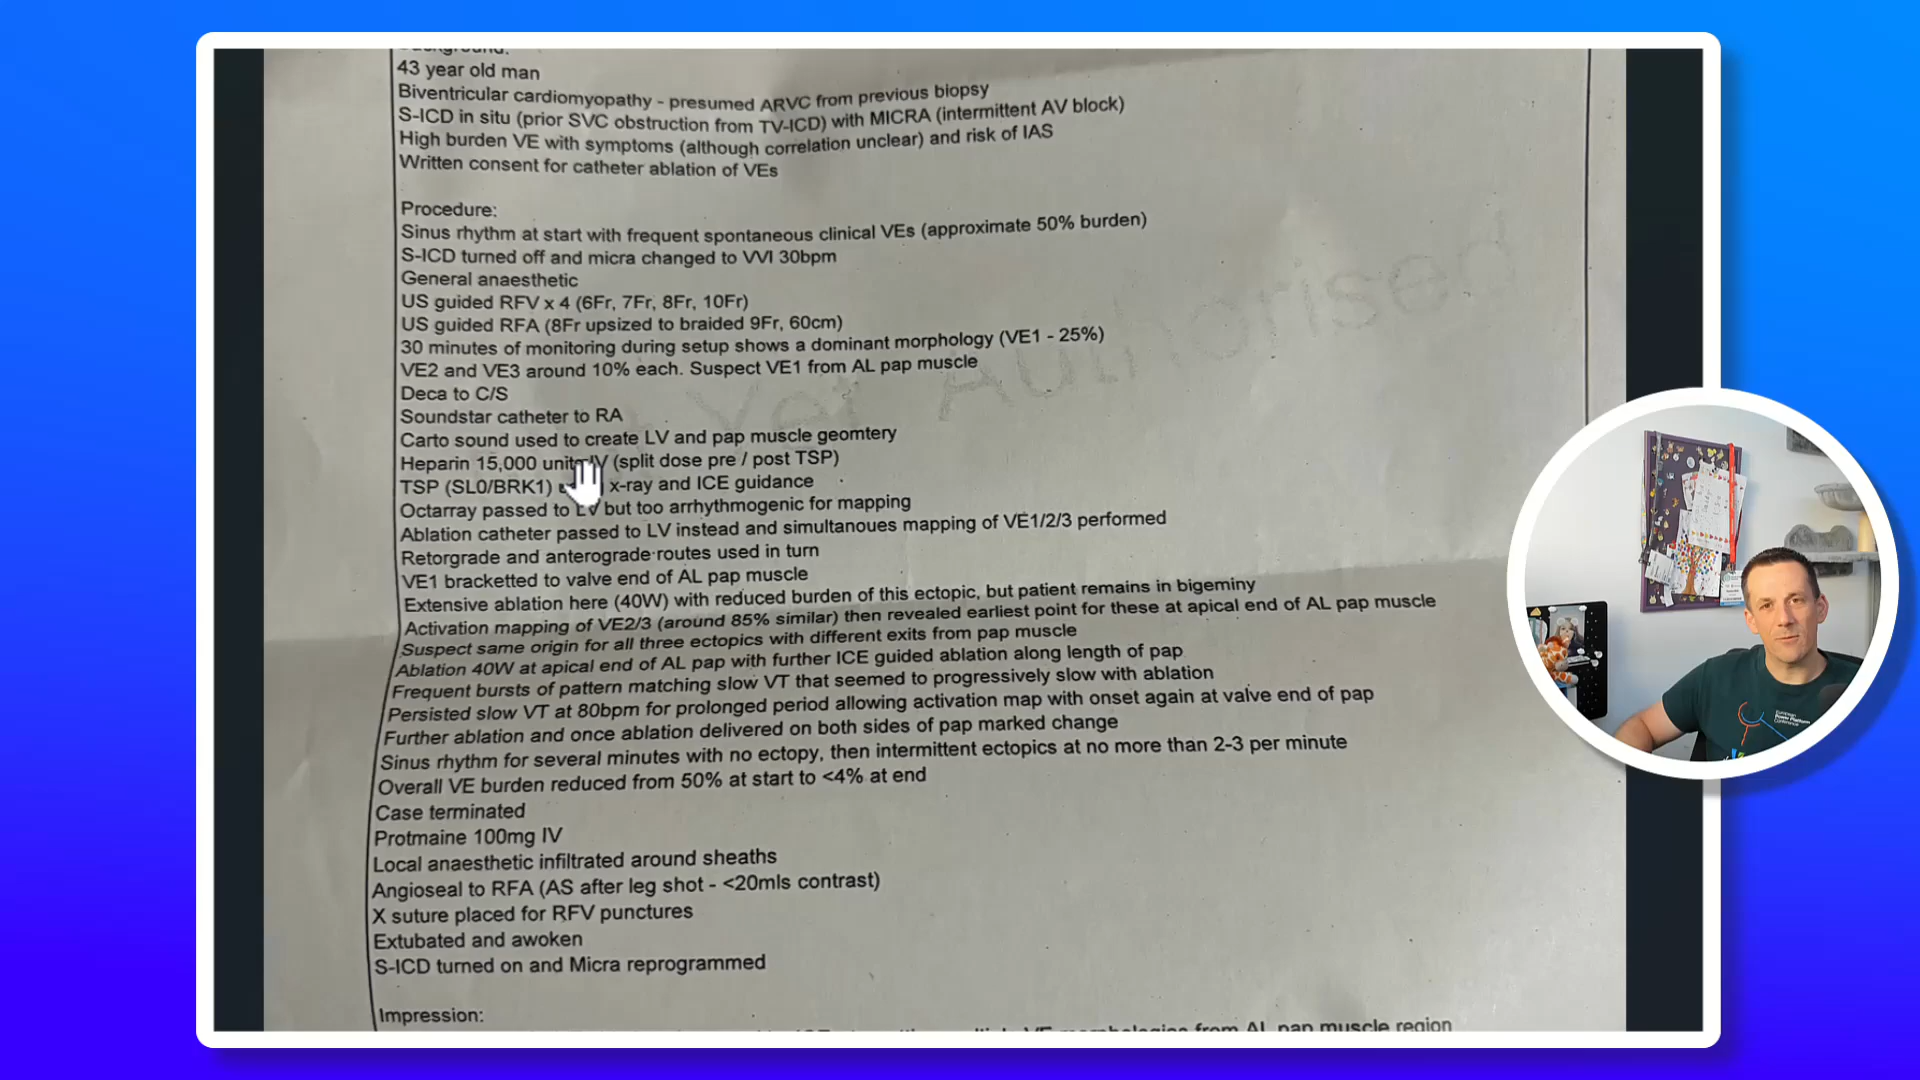 Background:
43 year old man
Biventricular cardiomyopathy - presumed ARVC from previous biopsy
S-ICD in situ (prior SVC obstruction from TV-ICD) with MICRA (intermittent AV block)
High burden VE with symptoms (although correlation unclear) and risk of IAS
Written consent for catheter ablation of VEs
Procedure:
Sinus rhythm at start with frequent spontaneous clinical VEs (approximate 50% burden)
S-ICD turned off and micra changed to VVI 30bpm
General anaesthetic
US guided RFV x 4 (6Fr, 7Fr, 8Fr, 10Fr)
US guided RFA (8Fr upsized to braided 9Fr, 60cm)
30 minutes of monitoring during setup shows a dominant morphology (VE1 - 25%)
VE2 and VE3 around 10% each. Suspect VE1 from AL pap muscle
Deca to C/S
Soundstar catheter to RA
Carto sound used to create LV and pap muscle geomtery
Heparin 15,000 units IV (split dose pre / post TSP)
TSP (SL0/BRK1) x-ray and ICE guidance
Octarray passed to LV but too arrhythmogenic for mapping
Ablation catheter passed to LV instead and simultanoues mapping of VE1/2/3 performed
Retorgrade and anterograde routes used in turn
VE1 bracketted to valve end of AL pap muscle
Extensive ablation here (40W) with reduced burden of this ectopic, but patient remains in bigeminy
Activation mapping of VE2/3 (around 85% similar) then revealed earliest point for these at apical end of AL pap muscle
Suspect same origin for all three ectopics with different exits from pap muscle
Ablation 40W at apical end of AL pap with further ICE guided ablation along length of pap
Frequent bursts of pattern matching slow VT that seemed to progressively slow with ablation
Persisted slow VT at 80bpm for prolonged period allowing activation map with onset again at valve end of pap
Further ablation and once ablation delivered on both sides of pap marked change
Sinus rhythm for several minutes with no ectopy, then intermittent ectopics at no more than 2-3 per minute
Overall VE burden reduced from 50% at start to <4% at end
Case terminated
Protmaine 100mg IV
Local anaesthetic infiltrated around sheaths
Angioseal to RFA (AS after leg shot - <20mls contrast)
X suture placed for RFV punctures
Extubated and awoken
S-ICD turned on and Micra reprogrammed
Impression:
VE morphologies from AL pap muscle region
Yet Authorised
European
Power Platform
Conference